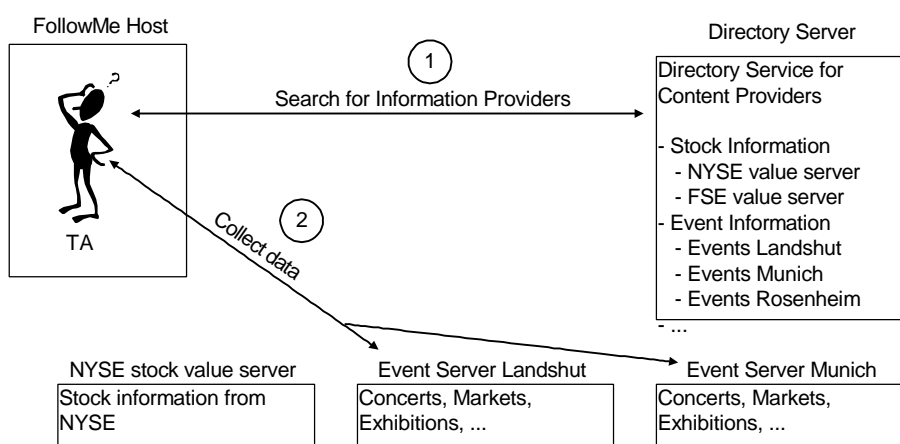 FollowMe Host
Directory Server
1
Search for Information Providers
?
TA
2
Collect data
Directory Service for
Content Providers
- Stock Information
- NYSE value server
- FSE value server
- Event Information
- Events Landshut
- Events Munich
- Events Rosenheim
- ...
NYSE stock value server
Stock information from
NYSE
Event Server Landshut
Concerts, Markets,
Exhibitions, ...
Event Server Munich
Concerts, Markets,
Exhibitions, ...